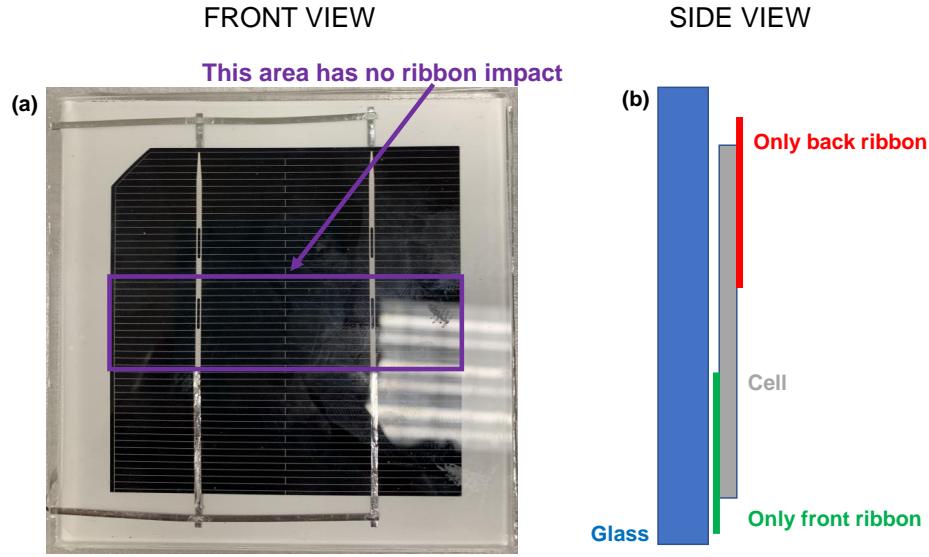 FRONT VIEW
SIDE VIEW
This area has no ribbon impact
(a)
(b)
Only back ribbon
Cell
Only front ribbon
Glass